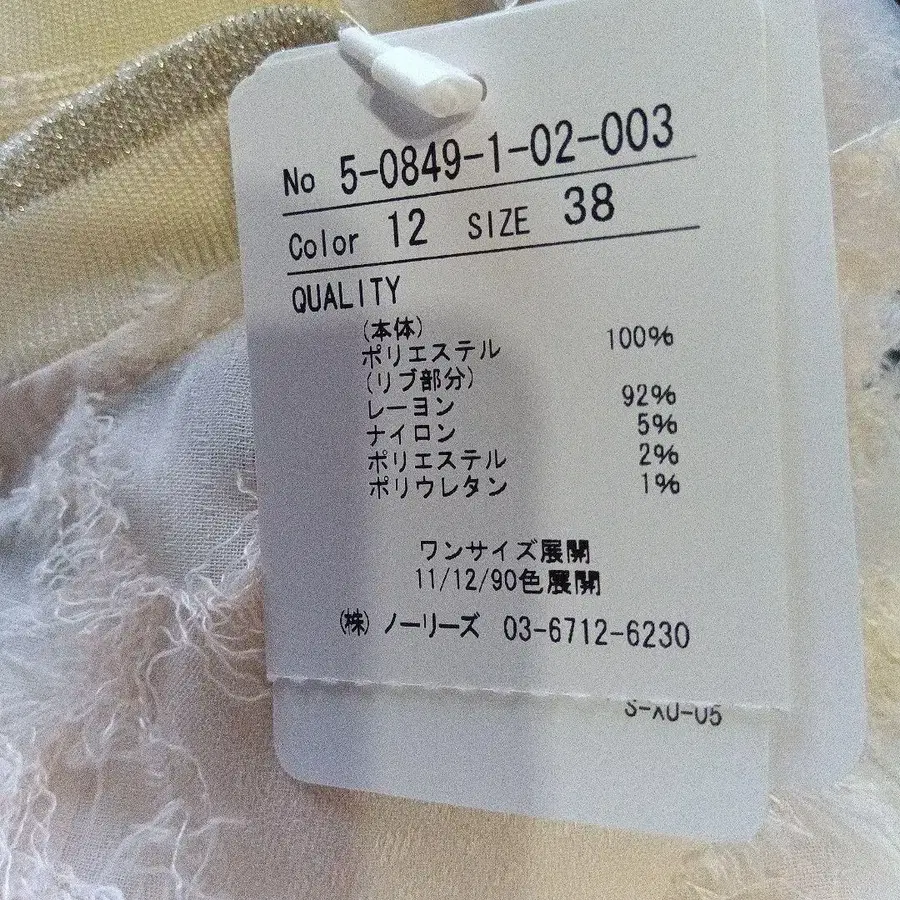 No 5-0849-1-02-003
Color 12 SIZE 38
QUALITY
(本体)
ポリエステル 100%
(リブ部分)
レーヨン 92%
ナイロン 5%
ポリエステル 2%
ポリウレタン 1%
ワンサイズ展開
11/12/90色展開
(株) ノーリーズ 03-6712-6230